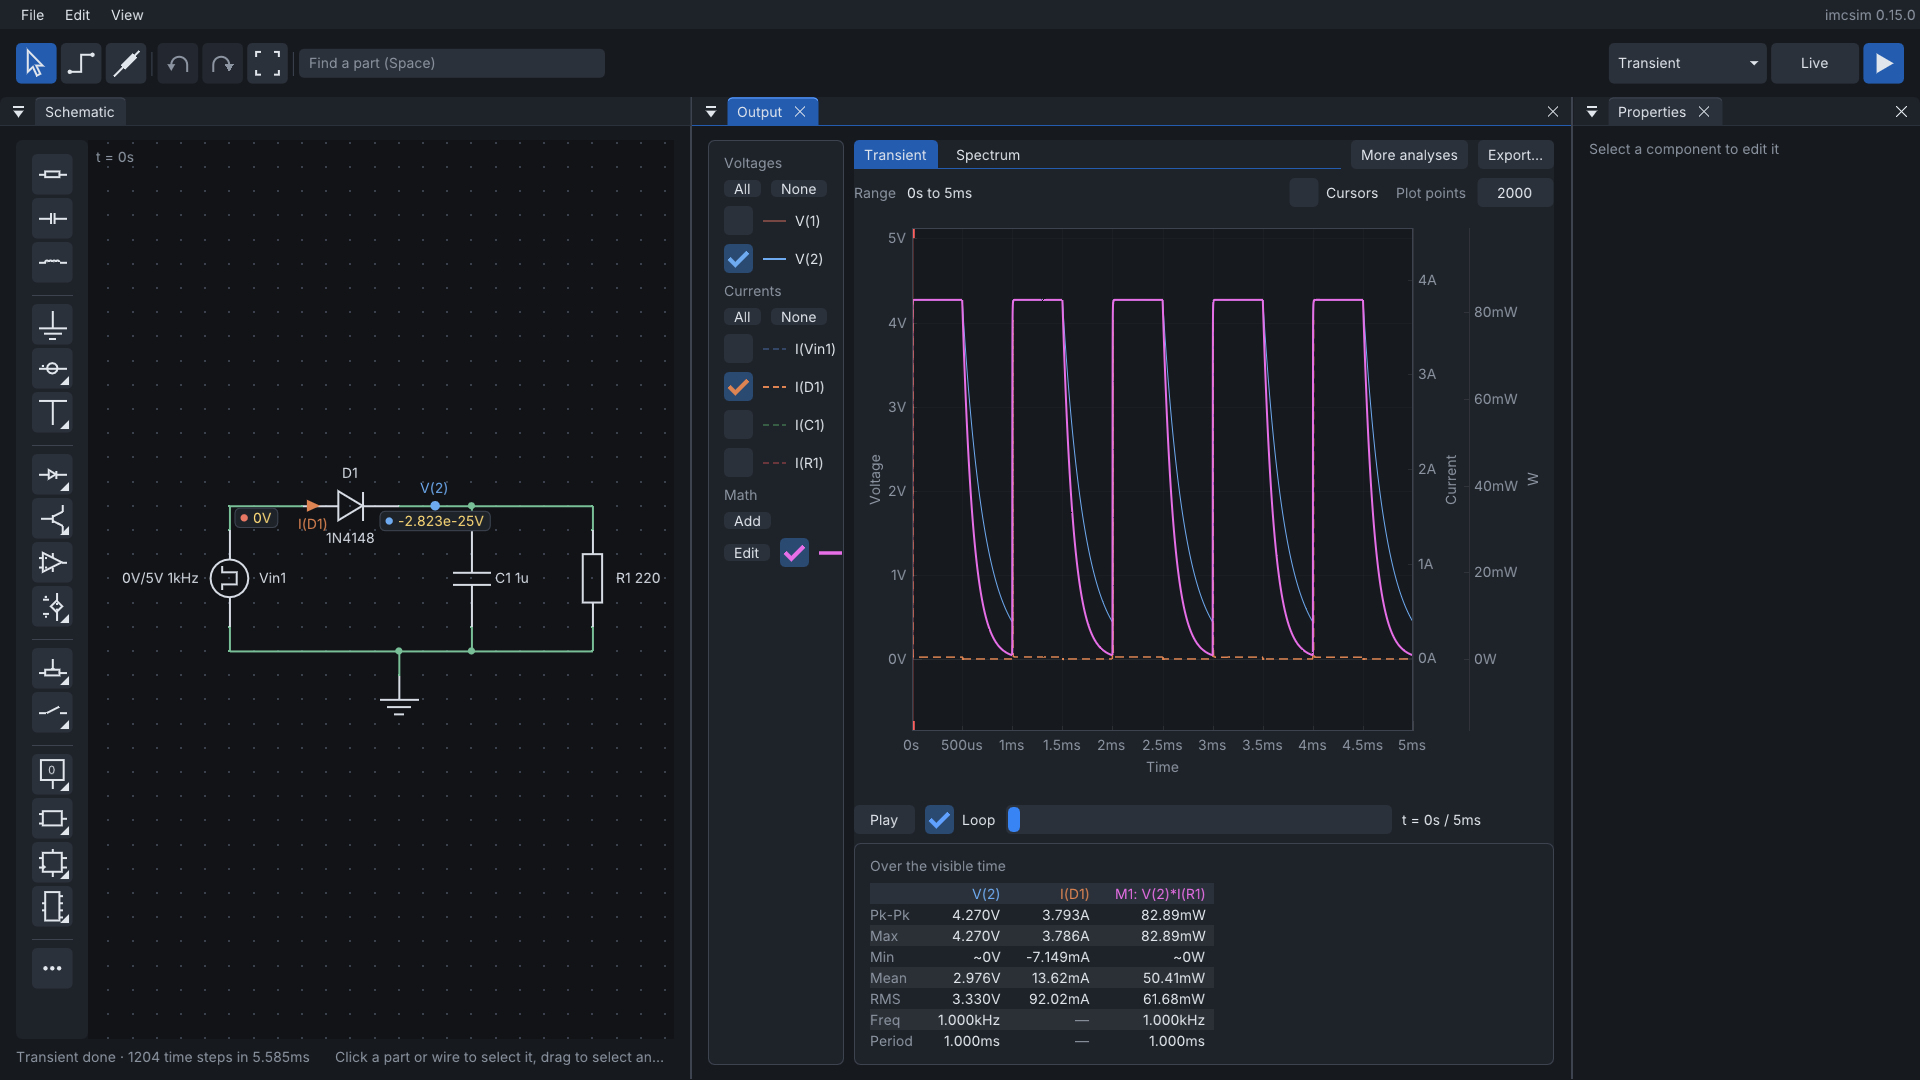 File Edit View
imcsim 0.15.0
Find a part (Space)
Transient
Live
Schematic
Output
Properties
t = 0s
D1
V(2)
0V
I(D1)
-2.823e-25V
1N4148
0V/5V 1kHz
Vin1
C1 1u
R1 220
0
Transient done · 1204 time steps in 5.585ms
Click a part or wire to select it, drag to select an...
Voltages
All None
V(1)
V(2)
Currents
All None
I(Vin1)
I(D1)
I(C1)
I(R1)
Math
Add
Edit
Transient Spectrum
More analyses
Export...
Range 0s to 5ms
Cursors
Plot points 2000
5V
4V
3V
2V
1V
0V
Voltage
4A
3A
2A
1A
0A
Current
80mW
60mW
40mW
20mW
0W
W
0s 500us 1ms 1.5ms 2ms 2.5ms 3ms 3.5ms 4ms 4.5ms 5ms
Time
Play
Loop
t = 0s / 5ms
Over the visible time
V(2) I(D1) M1: V(2)*I(R1)
Pk-Pk 4.270V 3.793A 82.89mW
Max 4.270V 3.786A 82.89mW
Min ~0V -7.149mA ~0W
Mean 2.976V 13.62mA 50.41mW
RMS 3.330V 92.02mA 61.68mW
Freq 1.000kHz — 1.000kHz
Period 1.000ms — 1.000ms
Select a component to edit it